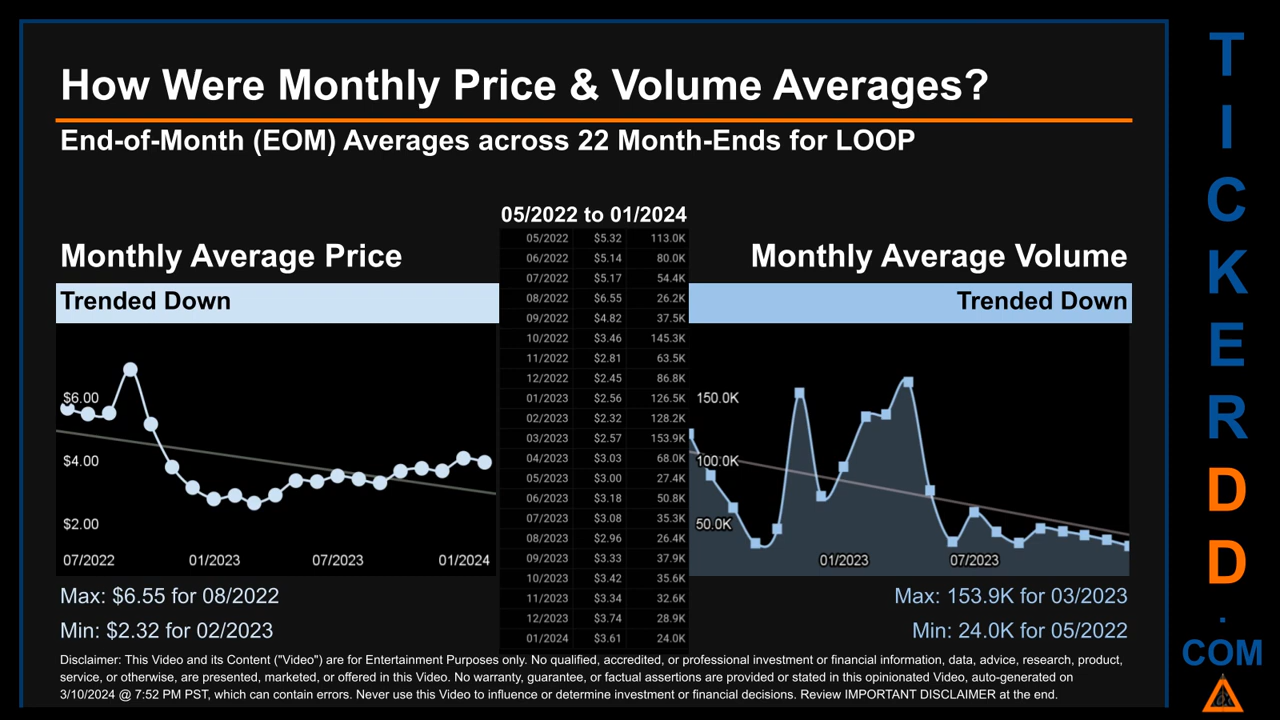 How Were Monthly Price & Volume Averages?
End-of-Month (EOM) Averages across 22 Month-Ends for LOOP
05/2022 to 01/2024
Monthly Average Price
Trended Down
$6.00
$4.00
$2.00
07/2022 01/2023 07/2023 01/2024
Max: $6.55 for 08/2022
Min: $2.32 for 02/2023
05/2022 $5.32 113.0K
06/2022 $5.14 80.0K
07/2022 $5.17 54.4K
08/2022 $6.55 26.2K
09/2022 $4.82 37.5K
10/2022 $3.46 145.3K
11/2022 $2.81 63.5K
12/2022 $2.45 86.8K
01/2023 $2.56 126.5K
02/2023 $2.32 128.2K
03/2023 $2.57 153.9K
04/2023 $3.03 68.0K
05/2023 $3.00 27.4K
06/2023 $3.18 50.8K
07/2023 $3.08 35.3K
08/2023 $2.96 26.4K
09/2023 $3.33 37.9K
10/2023 $3.42 35.6K
11/2023 $3.34 32.6K
12/2023 $3.74 28.9K
01/2024 $3.61 24.0K
Monthly Average Volume
Trended Down
150.0K
100.0K
50.0K
01/2023 07/2023
Max: 153.9K for 03/2023
Min: 24.0K for 05/2022
Disclaimer: This Video and its Content ("Video") are for Entertainment Purposes only. No qualified, accredited, or professional investment or financial information, data, advice, research, product,
service, or otherwise, are presented, marketed, or offered in this Video. No warranty, guarantee, or factual assertions are provided or stated in this opinionated Video, auto-generated on
3/10/2024 @ 7:52 PM PST, which can contain errors. Never use this Video to influence or determine investment or financial decisions. Review IMPORTANT DISCLAIMER at the end.
T
I
C
K
E
R
D
D
.
COM